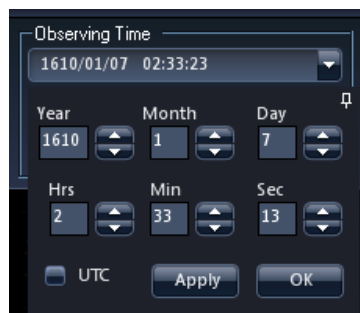 Observing Time
1610/01/07 02:33:23
Year Month Day
1610 1 7
Hrs Min Sec
2 33 13
UTC Apply OK